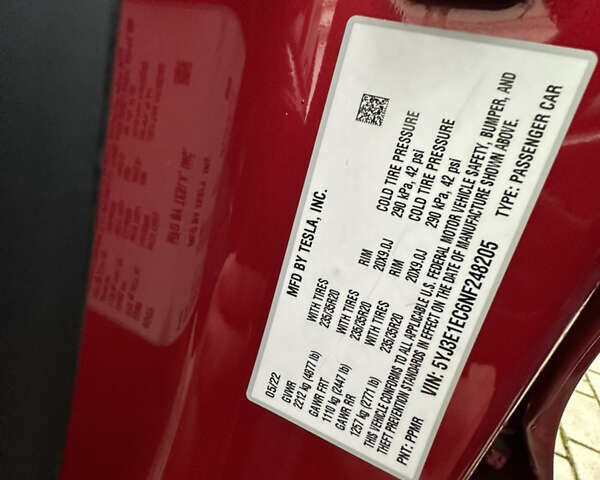 MFD BY TESLA, INC.
05/22
GVWR
2212 kg (4877 lb)
GAWR FRT WITH TIRES RIM COLD TIRE PRESSURE
1110 kg (2447 lb) 235/35R20 20X9.0J 290 kPa, 42 psi
GAWR RR WITH TIRES RIM COLD TIRE PRESSURE
1257 kg (2771 lb) 235/35R20 20X9.0J 290 kPa, 42 psi
THIS VEHICLE CONFORMS TO ALL APPLICABLE U.S. FEDERAL MOTOR VEHICLE SAFETY, BUMPER, AND
THEFT PREVENTION STANDARDS IN EFFECT ON THE DATE OF MANUFACTURE SHOWN ABOVE.
PNT: PPMR VIN: 5YJ3E1EC6NF248205 TYPE: PASSENGER CAR